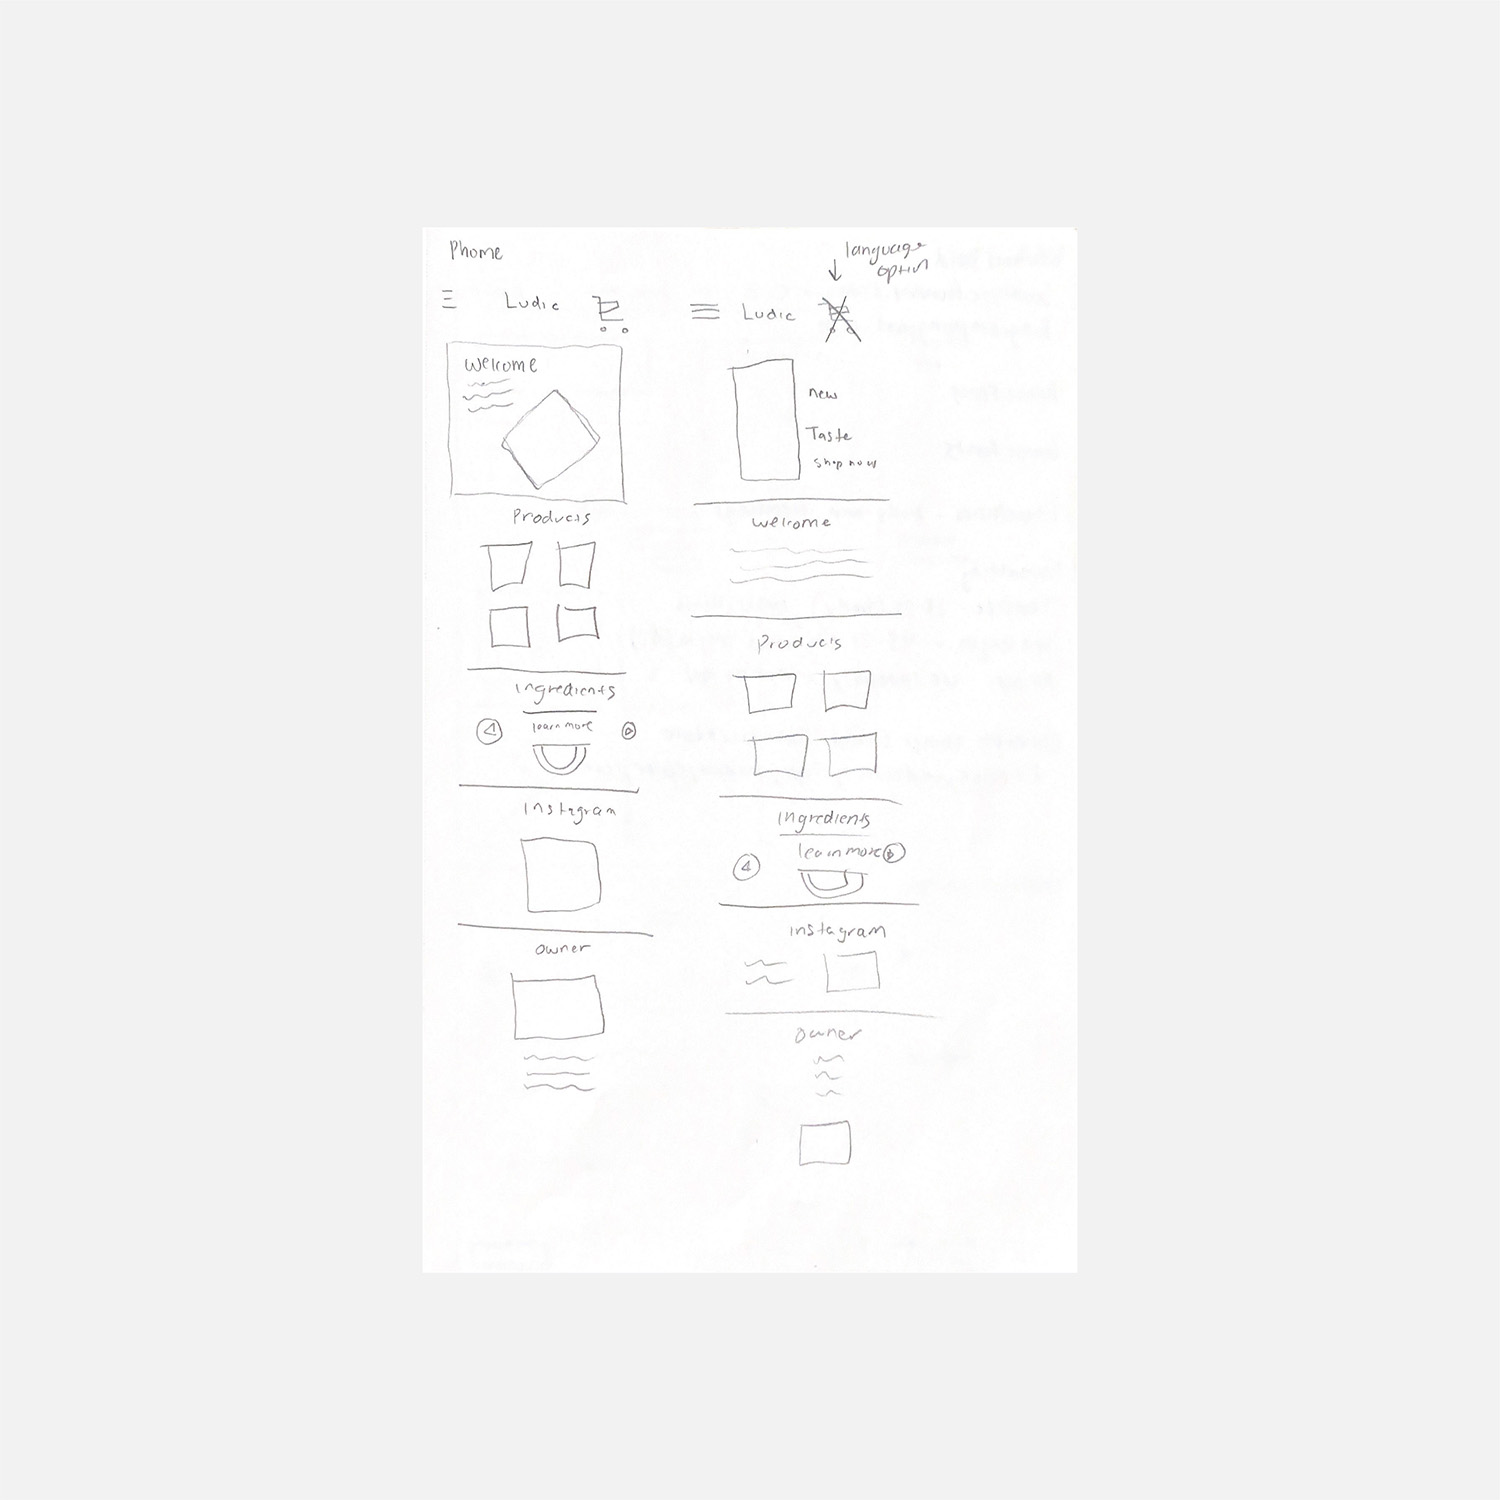 Phome
Ludic
Welcome
Products
Ingredients
learn more
Instagram
owner
language
option
Ludic
new
Taste
shop now
Welcome
Products
Ingredients
learn more
instagram
owner